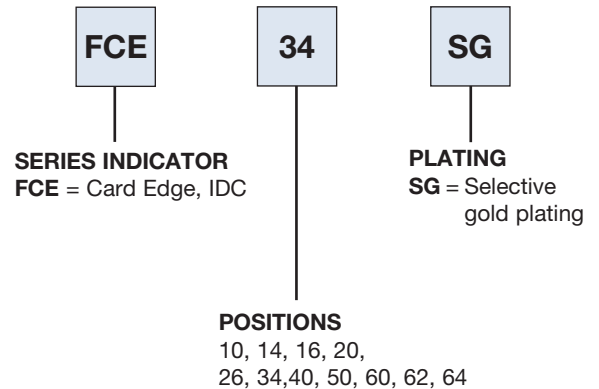 FCE 34 SG
SERIES INDICATOR
FCE = Card Edge, IDC
PLATING
SG = Selective
gold plating
POSITIONS
10, 14, 16, 20,
26, 34,40, 50, 60, 62, 64